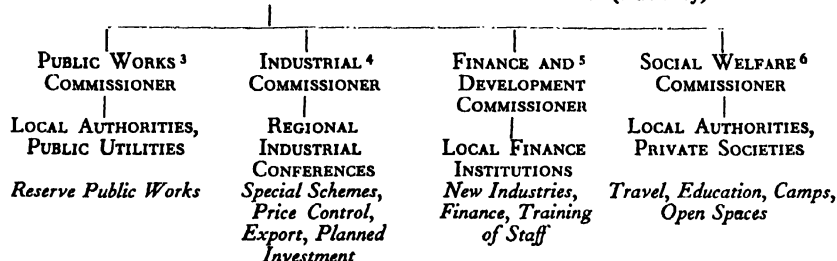 PUBLIC WORKS 3
COMMISSIONER
LOCAL AUTHORITIES,
PUBLIC UTILITIES
Reserve Public Works
INDUSTRIAL 4
COMMISSIONER
REGIONAL
INDUSTRIAL
CONFERENCES
Special Schemes,
Price Control,
Export, Planned
Investment
FINANCE AND 5
DEVELOPMENT
COMMISSIONER
LOCAL FINANCE
INSTITUTIONS
New Industries,
Finance, Training
of Staff
SOCIAL WELFARE 6
COMMISSIONER
LOCAL AUTHORITIES,
PRIVATE SOCIETIES
Travel, Education, Camps,
Open Spaces